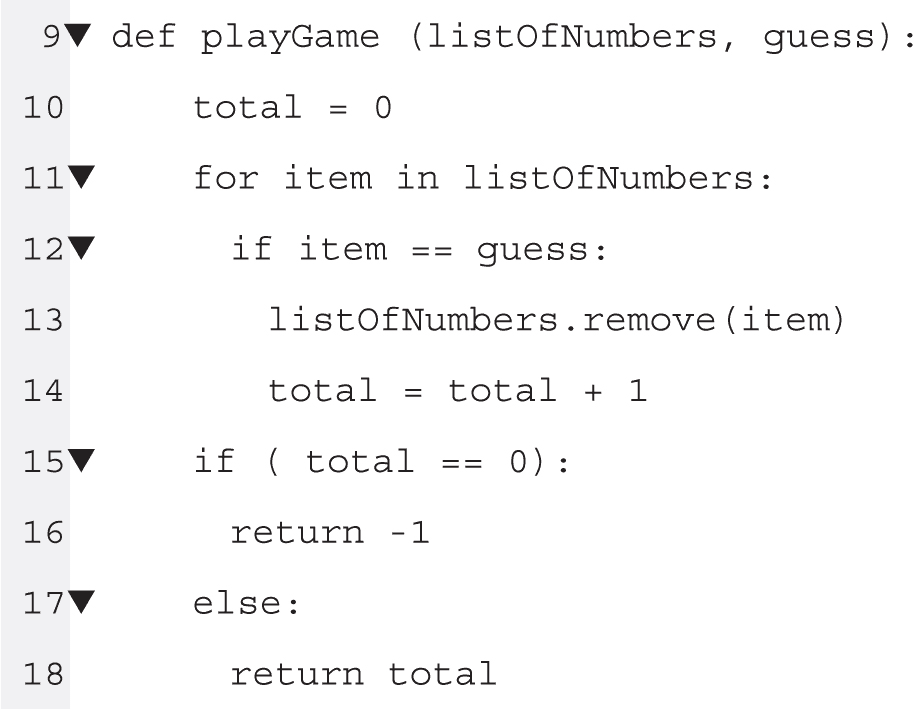 9▼ def playGame (listOfNumbers, guess):
10 total = 0
11▼ for item in listOfNumbers:
12▼ if item == guess:
13 listOfNumbers.remove(item)
14 total = total + 1
15▼ if ( total == 0):
16 return -1
17▼ else:
18 return total